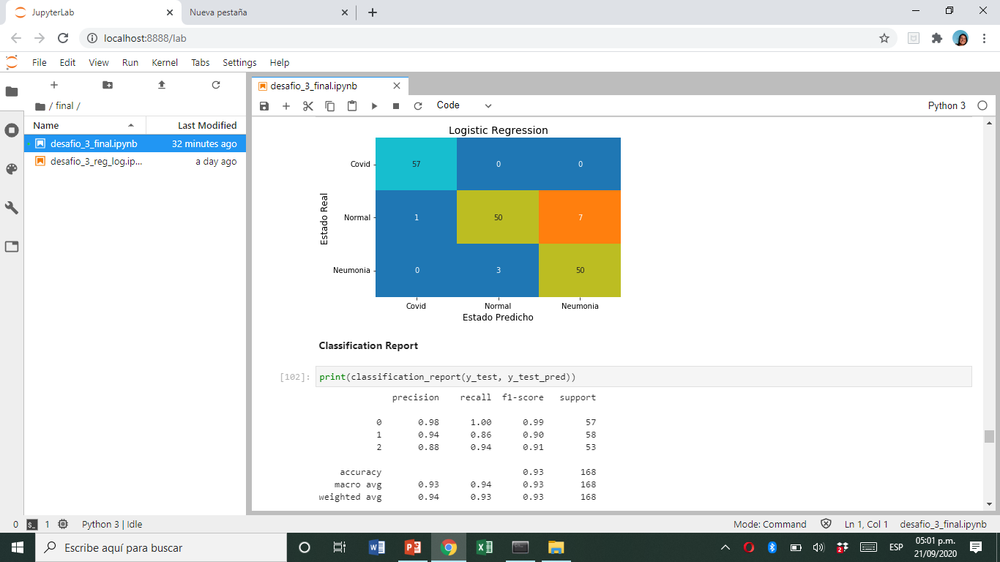 JupyterLab
Nueva pestaña
localhost:8888/lab
File Edit View Run Kernel Tabs Settings Help
/ final /
Name Last Modified
desafio_3_final.ipynb 32 minutes ago
desafio_3_reg_log.ip... a day ago
desafio_3_final.ipynb
Code
Python 3
Logistic Regression
Covid 57 0 0
Estado Real
Normal 1 50 7
Neumonia 0 3 50
Covid Normal Neumonia
Estado Predicho
Classification Report
[102]: print(classification_report(y_test, y_test_pred))
precision recall f1-score support
0 0.98 1.00 0.99 57
1 0.94 0.86 0.90 58
2 0.88 0.94 0.91 53
accuracy 0.93 168
macro avg 0.93 0.94 0.93 168
weighted avg 0.94 0.93 0.93 168
0 1 Python 3 | Idle Mode: Command Ln 1, Col 1 desafio_3_final.ipynb
Escribe aquí para buscar
ESP
05:01 p.m.
21/09/2020